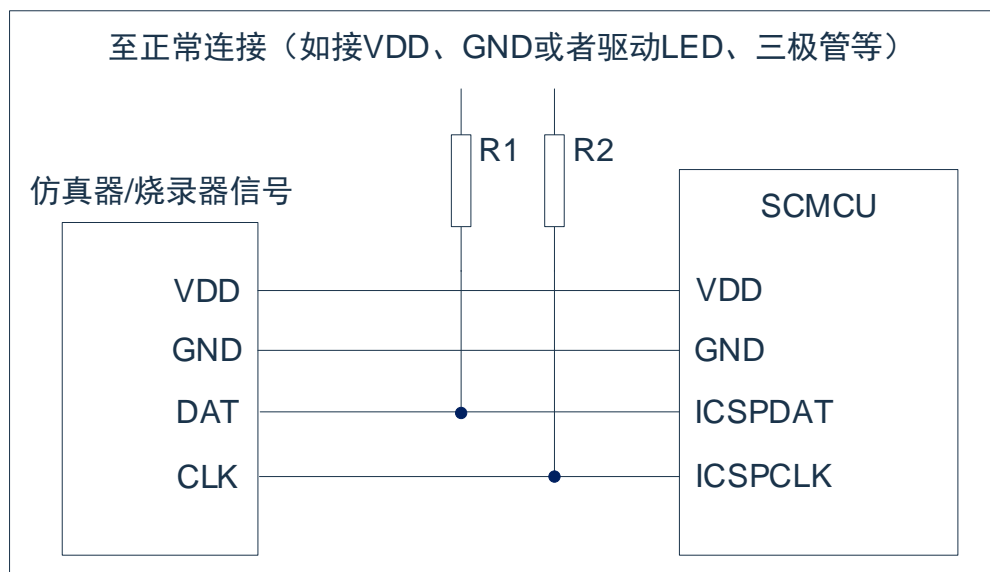 至正常连接（如接VDD、GND或者驱动LED、三极管等）
R1
R2
仿真器/烧录器信号
SCMCU
VDD
VDD
GND
GND
DAT
ICSPDAT
CLK
ICSPCLK